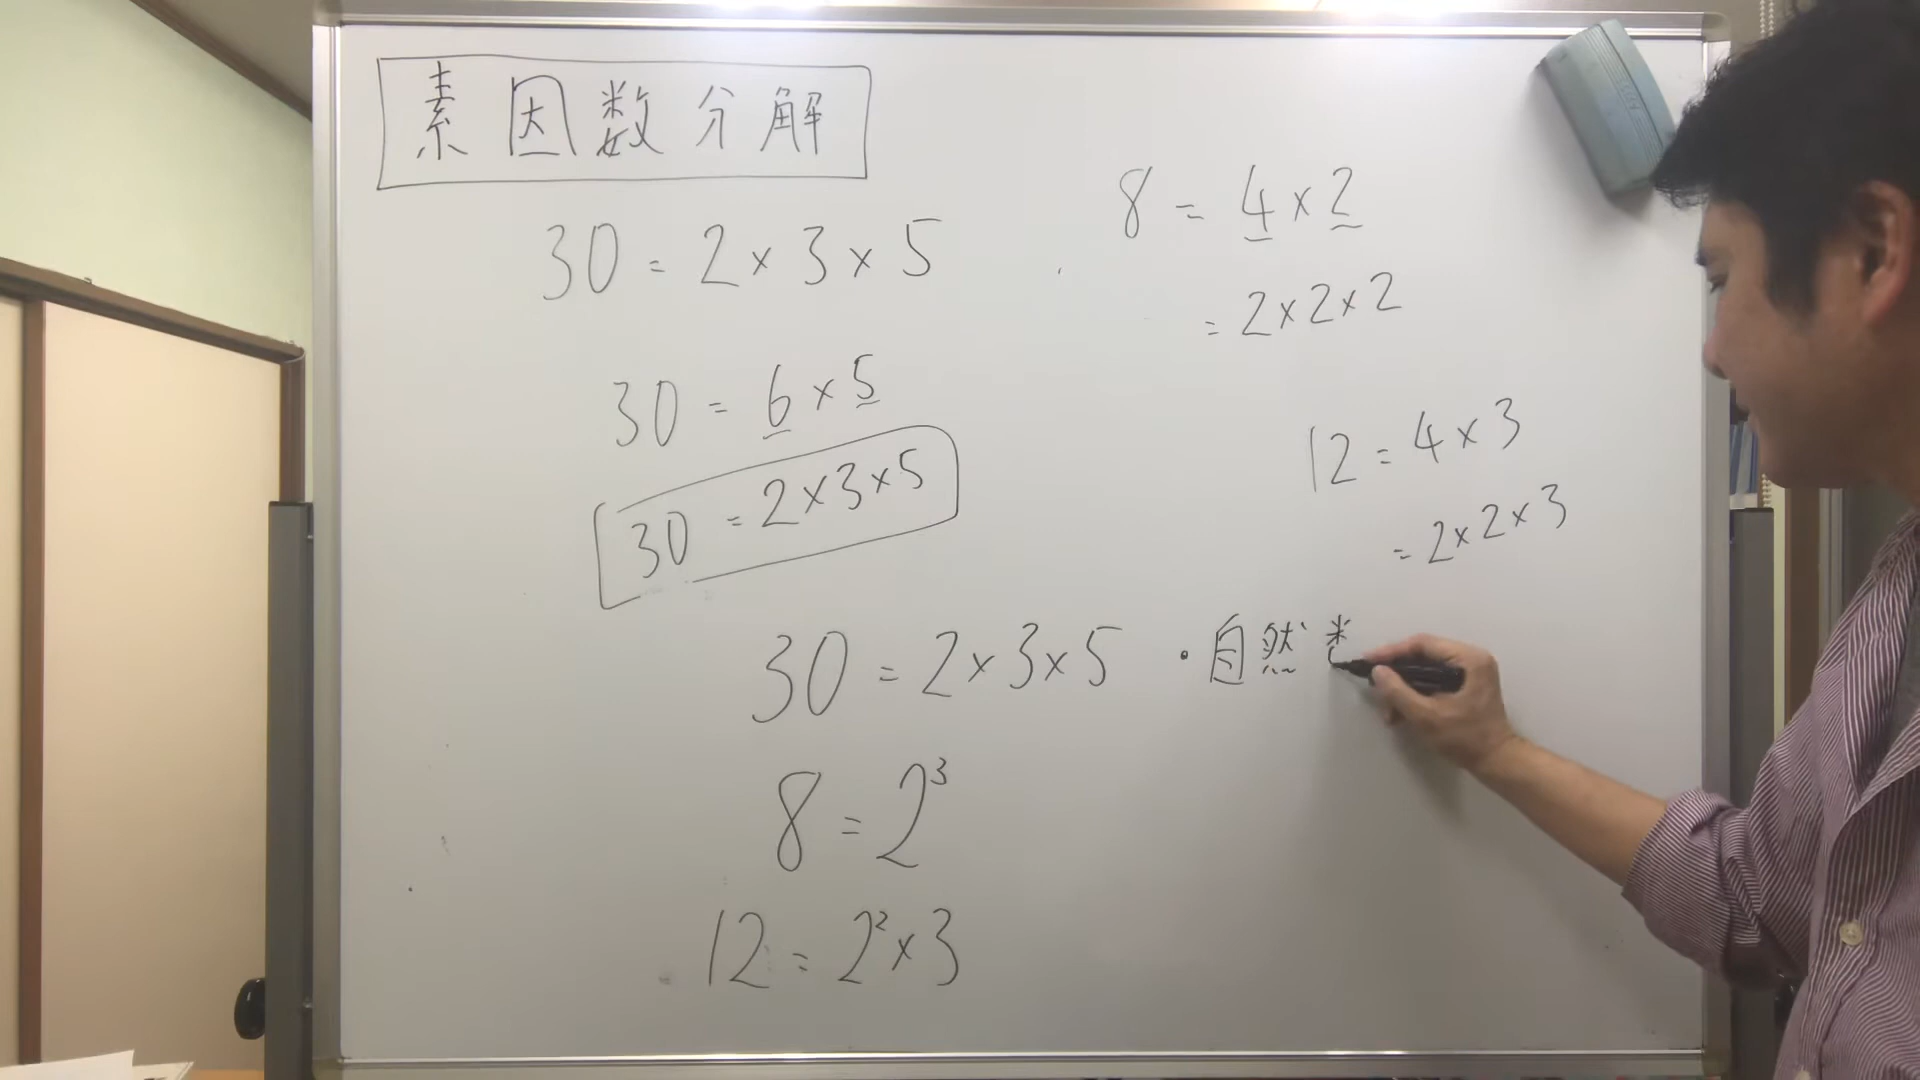 素因数分解
30 = 2 × 3 × 5
30 = 6 × 5
30 = 2×3×5
8 = 4 × 2
= 2×2×2
12 = 4 × 3
= 2×2×3
30 = 2×3×5 ・自然
8 = 2³
12 = 2²×3